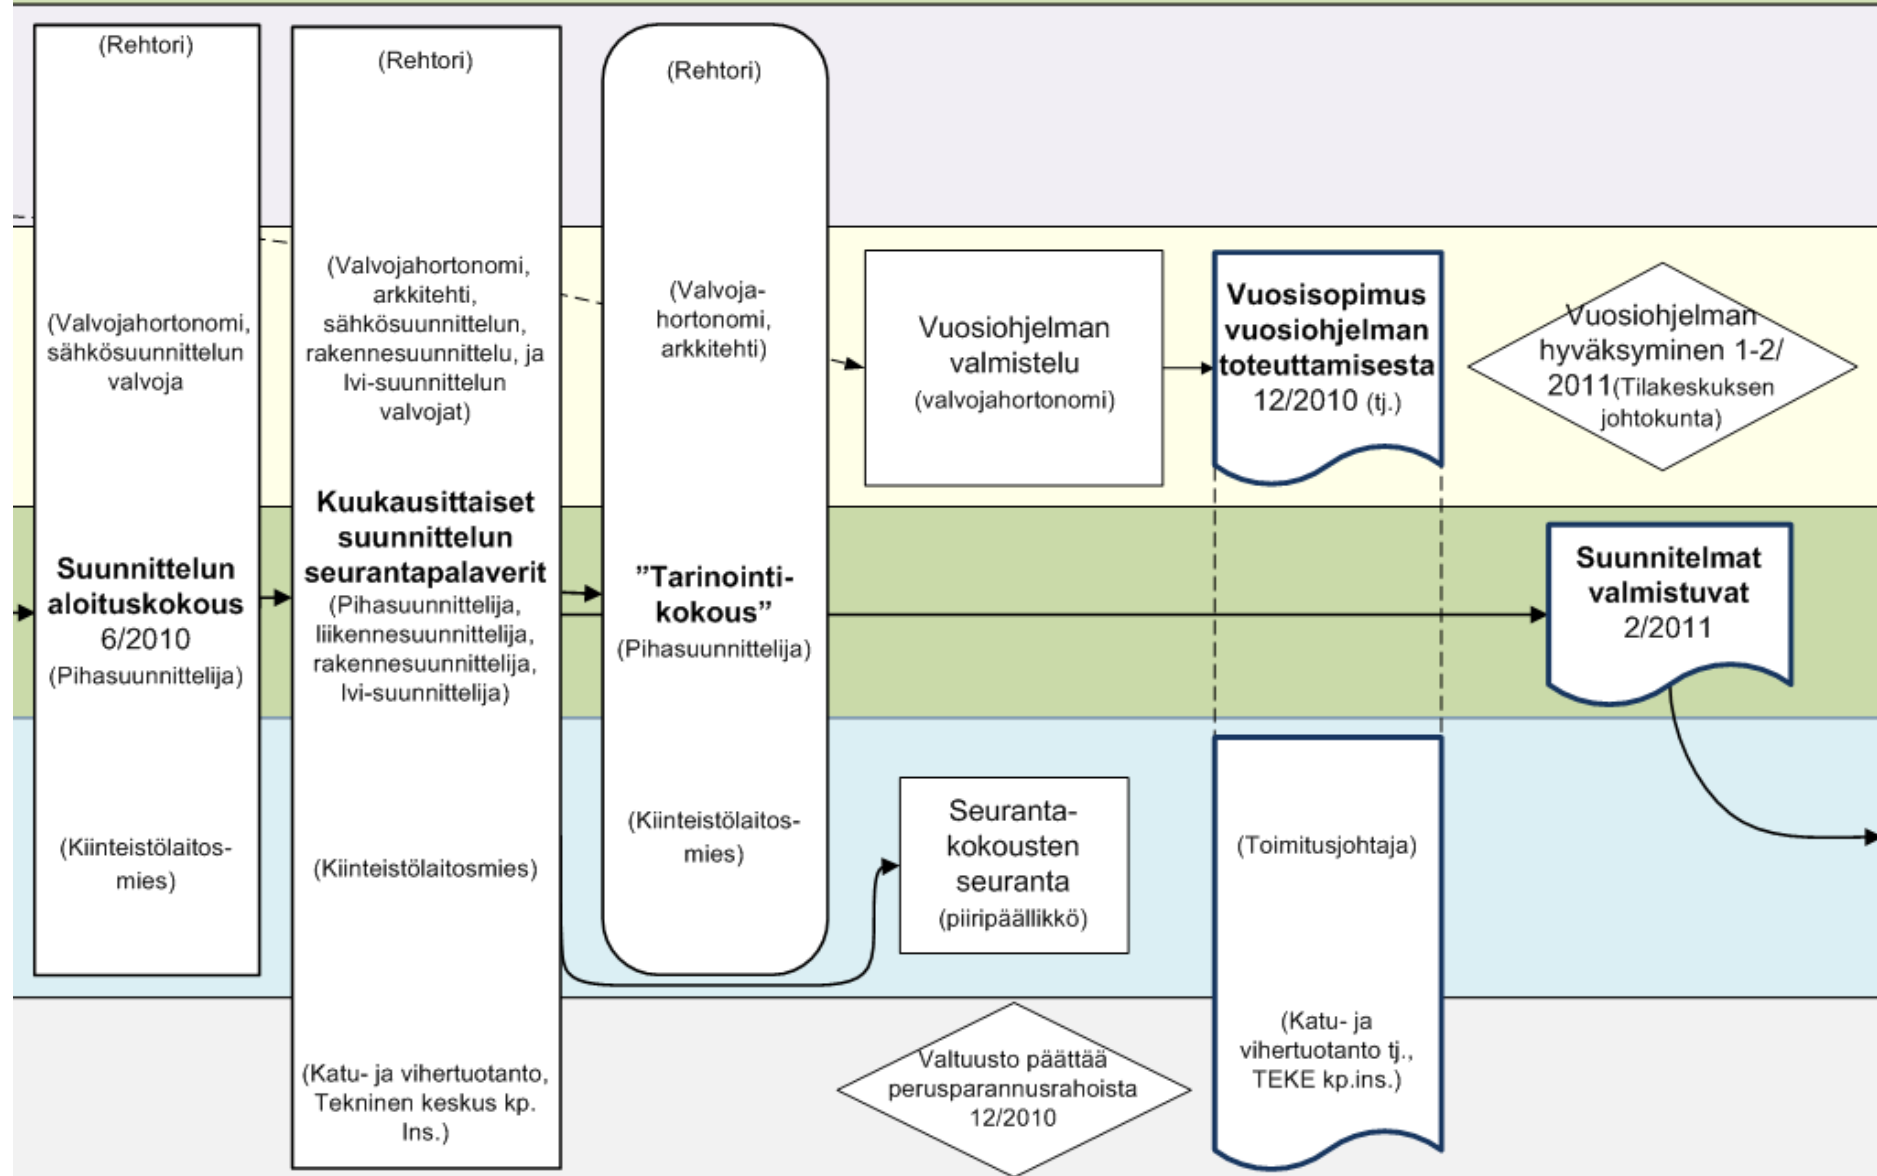 (Rehtori)
(Valvojahortonomi,
sähkösuunnittelun
valvoja
Suunnittelun
aloituskokous
6/2010
(Pihasuunnittelija)
(Kiinteistölaitos-
mies)
(Rehtori)
(Valvojahortonomi,
arkkitehti,
sähkösuunnittelun,
rakennesuunnittelu, ja
lvi-suunnittelun
valvojat)
Kuukausittaiset
suunnittelun
seurantapalaverit
(Pihasuunnittelija,
liikennesuunnittelija,
rakennesuunnittelija,
lvi-suunnittelija)
(Kiinteistölaitosmies)
(Katu- ja vihertuotanto,
Tekninen keskus kp.
Ins.)
(Rehtori)
(Valvoja-
hortonomi,
arkkitehti)
”Tarinointi-
kokous”
(Pihasuunnittelija)
(Kiinteistölaitos-
mies)
Vuosiohjelman
valmistelu
(valvojahortonomi)
Seuranta-
kokousten
seuranta
(piiripäällikkö)
Valtuusto päättää
perusparannusrahoista
12/2010
Vuosisopimus
vuosiohjelman
toteuttamisesta
12/2010 (tj.)
(Toimitusjohtaja)
(Katu- ja
vihertuotanto tj.,
TEKE kp.ins.)
Vuosiohjelman
hyväksyminen 1-2/
2011(Tilakeskuksen
johtokunta)
Suunnitelmat
valmistuvat
2/2011